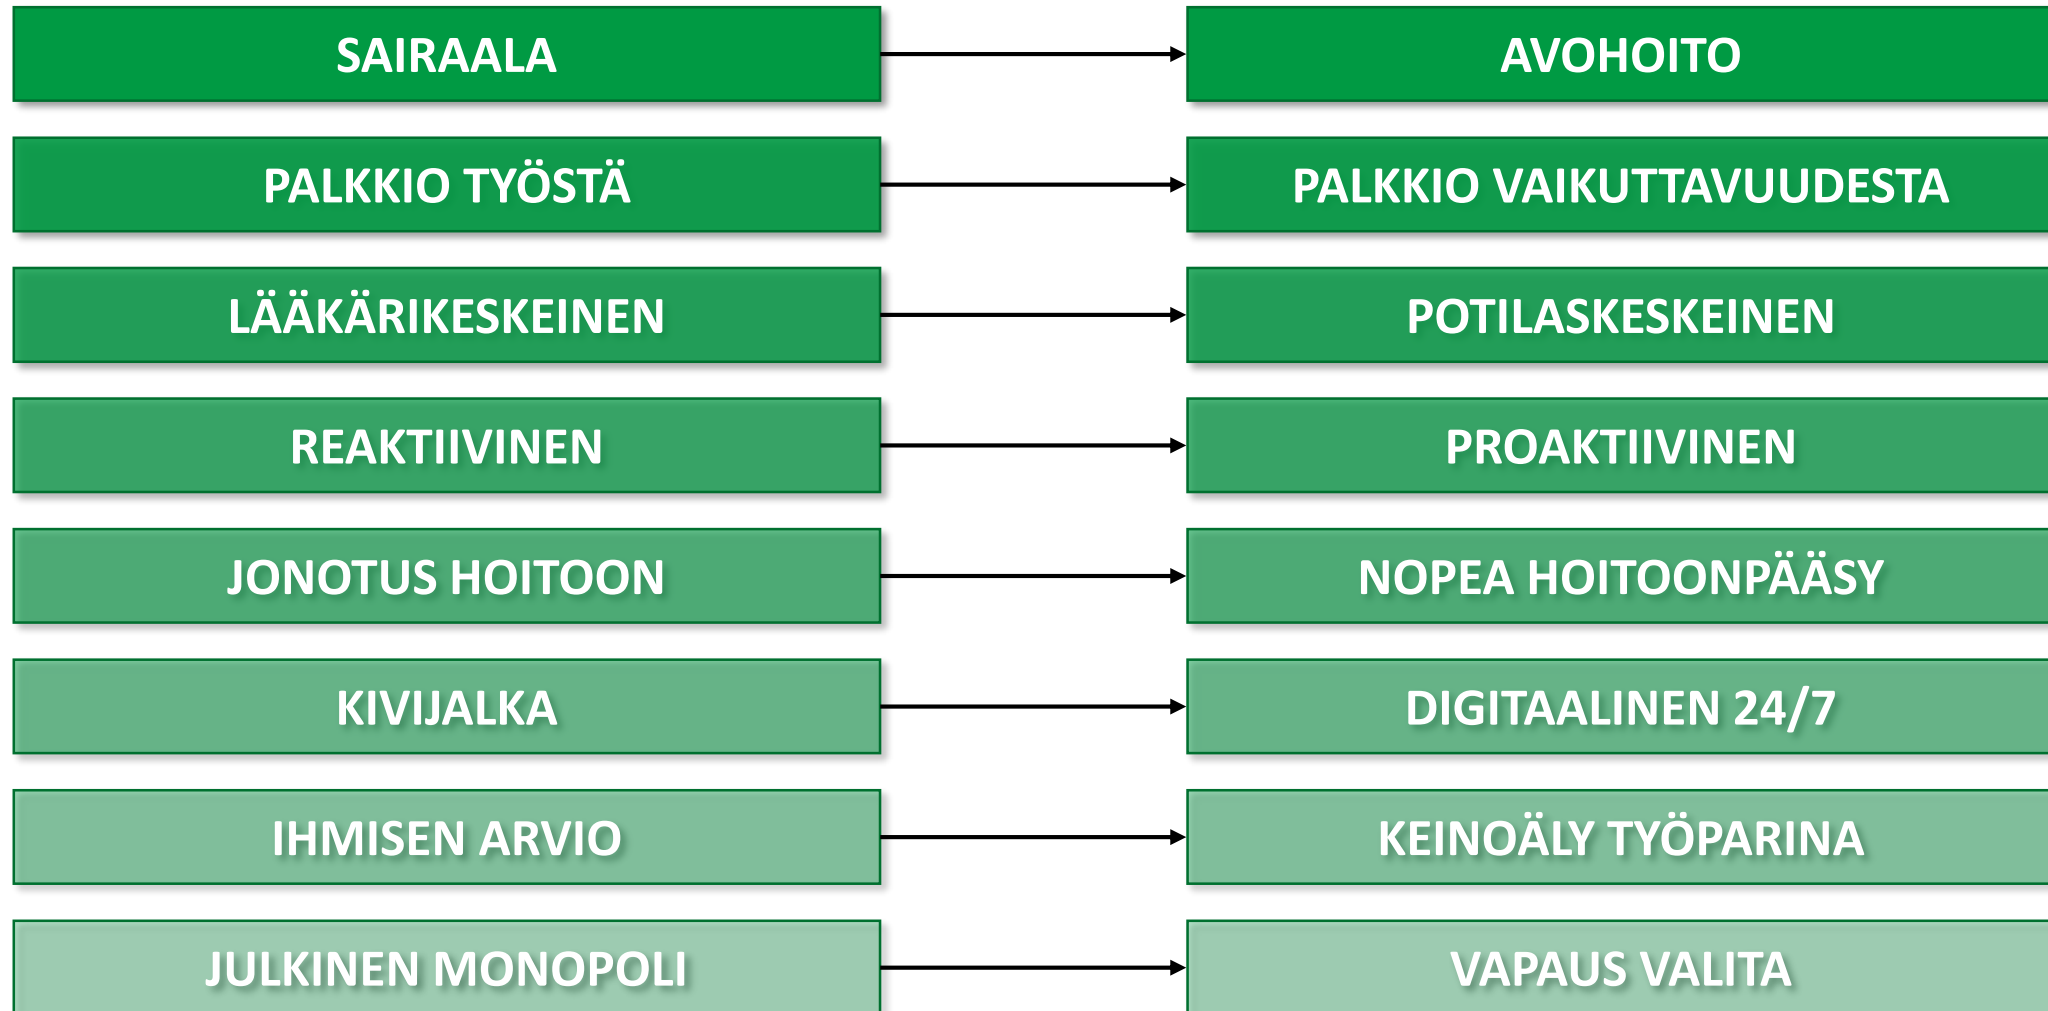 SAIRAALA
AVOHOITO
PALKKIO TYÖSTÄ
PALKKIO VAIKUTTAVUUDESTA
LÄÄKÄRIKESKEINEN
POTILASKESKEINEN
REAKTIIVINEN
PROAKTIIVINEN
JONOTUS HOITOON
NOPEA HOITOONPÄÄSY
KIVIJALKA
DIGITAALINEN 24/7
IHMISEN ARVIO
KEINOÄLY TYÖPARINA
JULKINEN MONOPOLI
VAPAUS VALITA